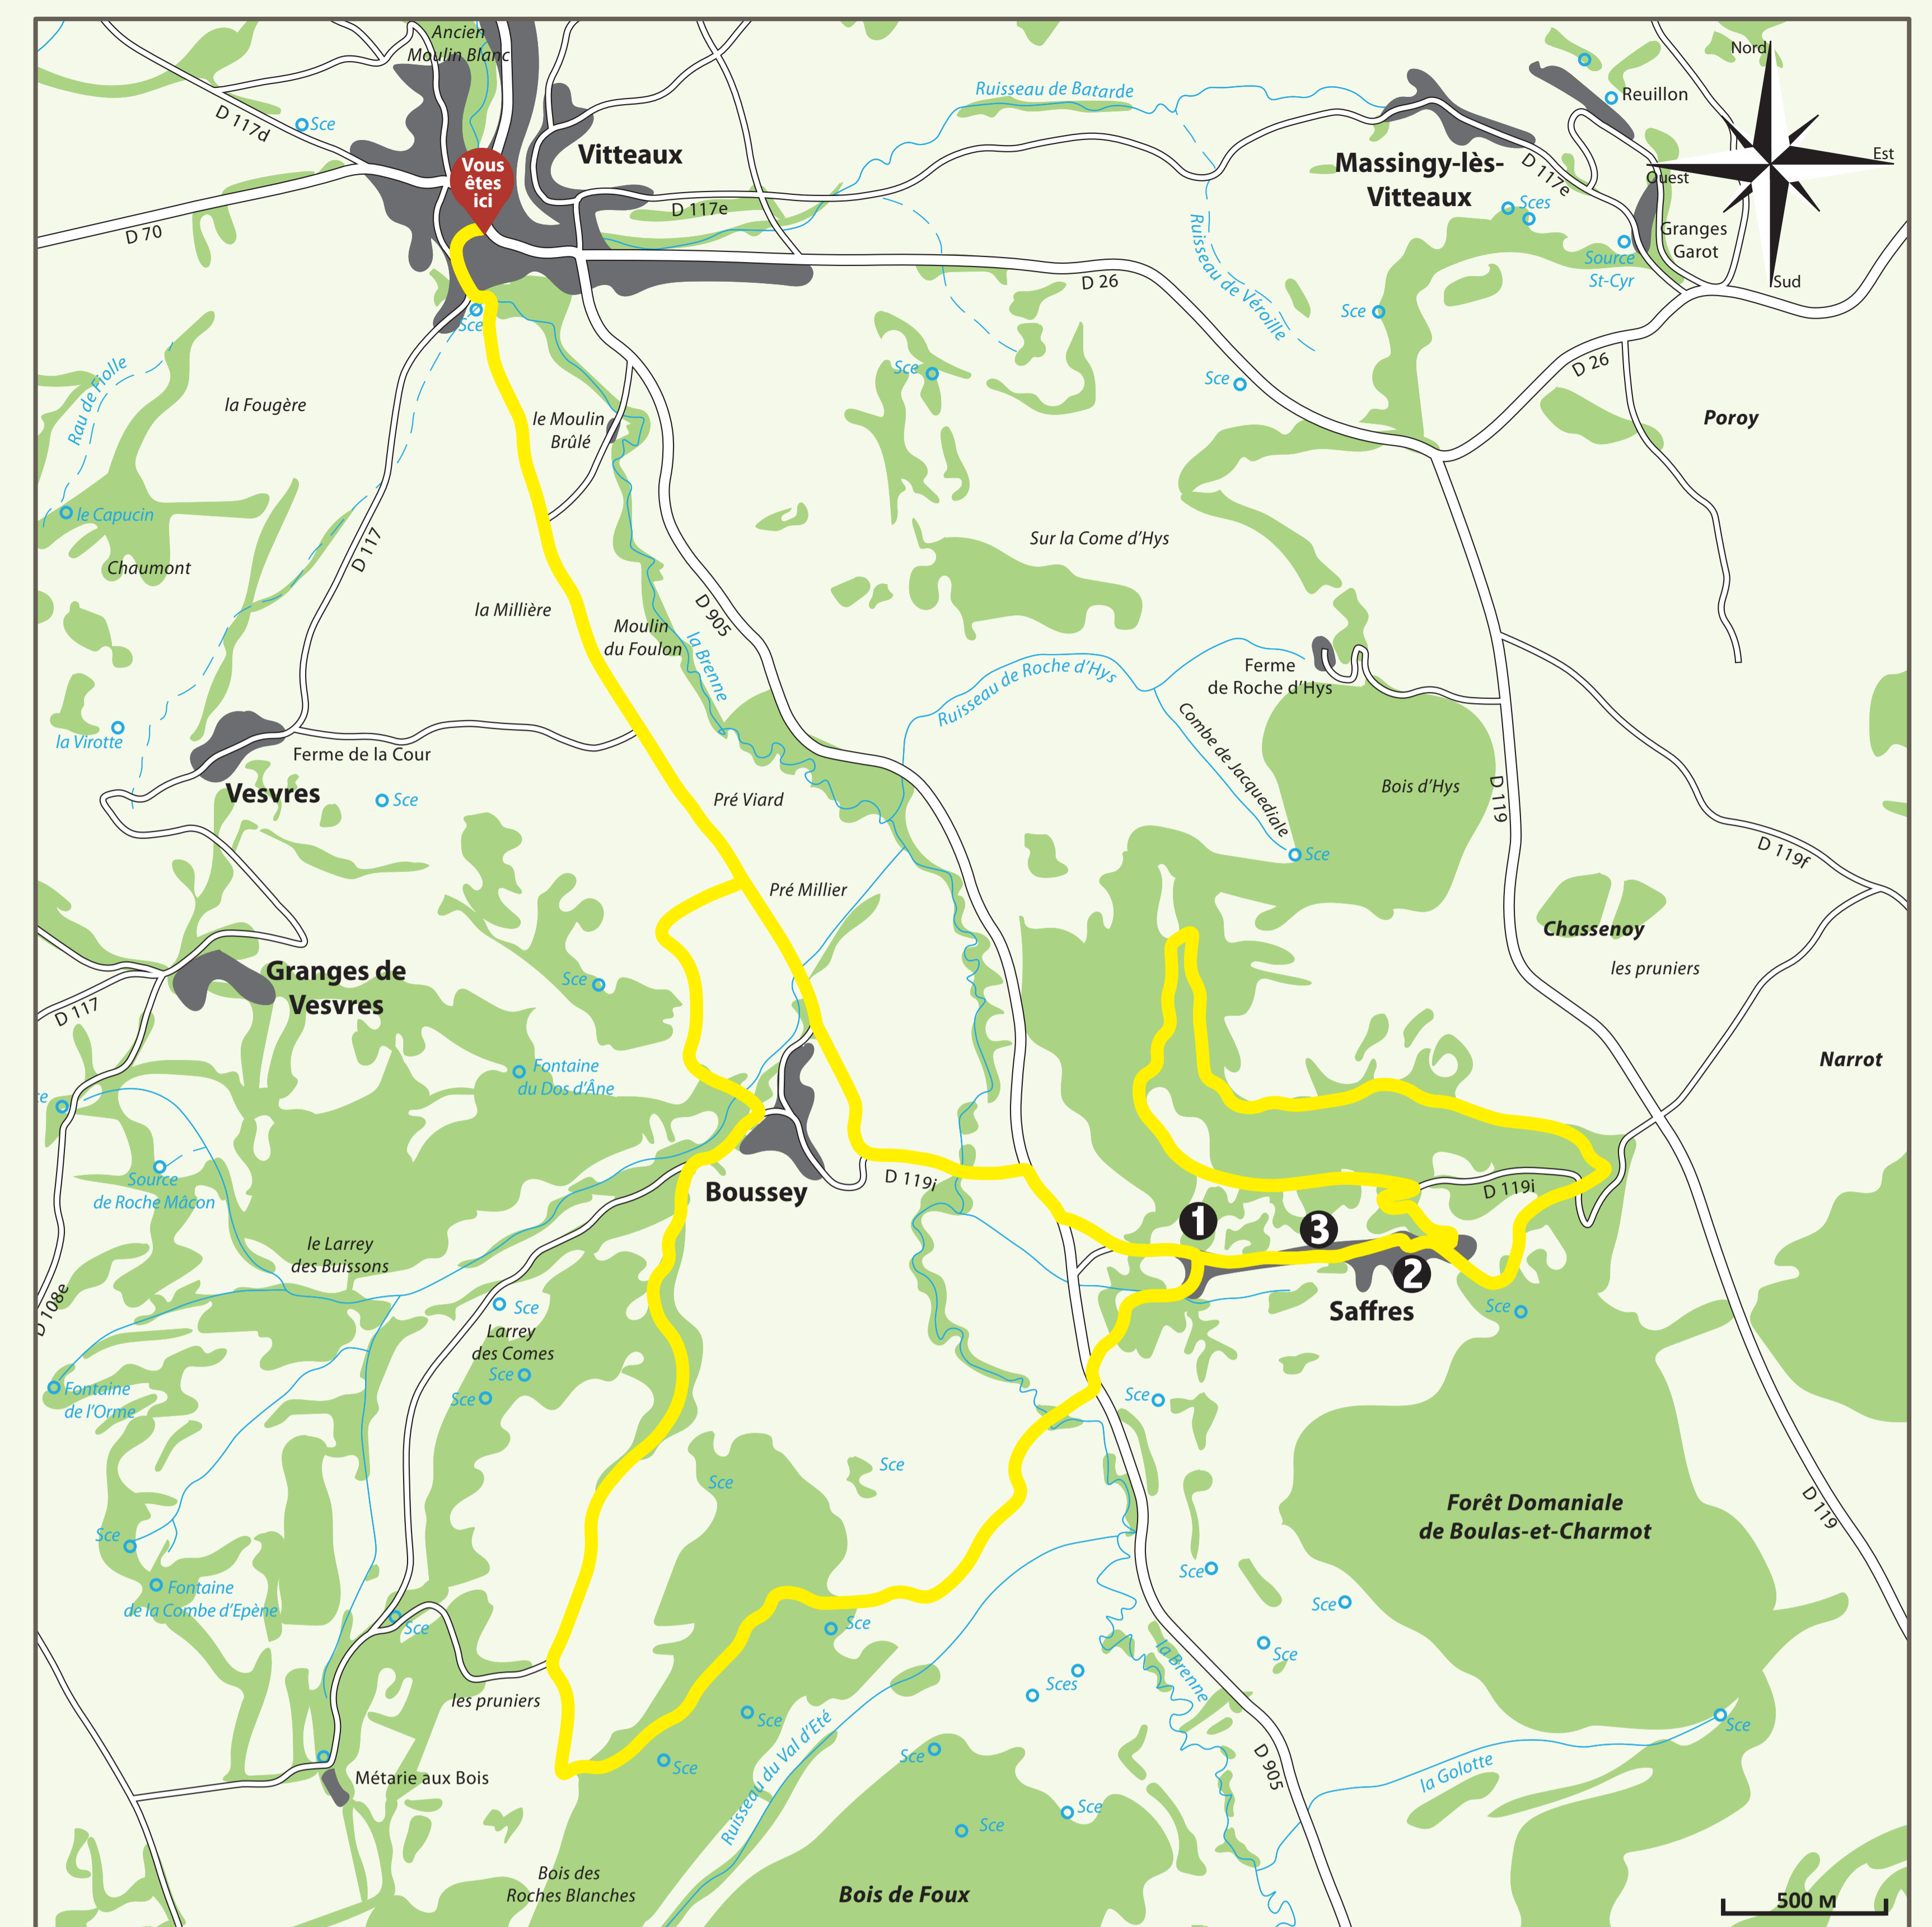 Ancien
Moulin Blanc
Nord
Ruisseau de Batarde
Reuillon
D 117d
Sce
Vous
êtes
ici
Vitteaux
Massingy-lès-
Vitteaux
D 117e
Est
Ouest
D 70
D 117e
Sces
Granges
Garot
Source
St-Cyr
Sud
D 26
Ruisseau de Véroille
Sce
Sce
Rau de Fiolle
la Fougère
Sce
Sce
D 26
le Moulin
Brûlé
Poroy
le Capucin
D 117
Chaumont
Sur la Come d'Hys
la Millière
D 905
Moulin
du Foulon
la Brenne
Ruisseau de Roche d'Hys
Ferme
de Roche d'Hys
la Virotte
Ferme de la Cour
Vesvres
Sce
Pré Viard
Combe de Jacquediale
Bois d'Hys
D 119
Sce
D 119f
Pré Millier
Chassenoy
les pruniers
Granges de
Vesvres
Sce
D 117
Fontaine
du Dos d'Âne
Narrot
ce
Source
de Roche Mâcon
Boussey
D 119i
D 119i
1
3
2
Saffres
le Larrey
des Buissons
D 108e
Sce
Sce
Larrey
des Comes
Sce
Sce
Fontaine
de l'Orme
Sce
Sce
Sce
Forêt Domaniale
de Boulas-et-Charmot
D 119
Sce
Sce
Fontaine
de la Combe d'Epène
Sce
Sce
Sce
Sce
la Brenne
Sces
les pruniers
Sce
Sce
Ruisseau du Val d'Eté
Sce
Sce
D 905
la Golotte
Métarie aux Bois
Sce
Sce
Bois des
Roches Blanches
Bois de Foux
500 M